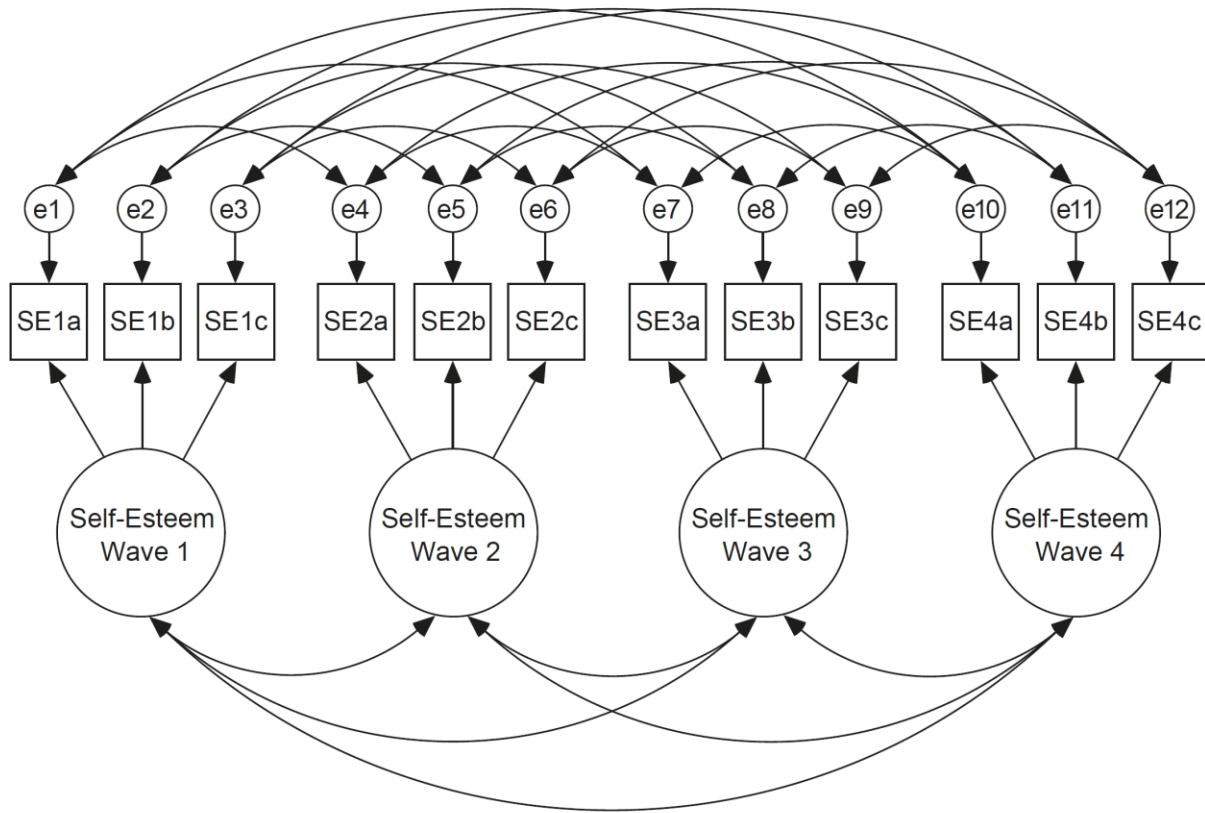 e1 e2 e3 e4 e5 e6 e7 e8 e9 e10 e11 e12
SE1a SE1b SE1c SE2a SE2b SE2c SE3a SE3b SE3c SE4a SE4b SE4c
Self-Esteem
Wave 1
Self-Esteem
Wave 2
Self-Esteem
Wave 3
Self-Esteem
Wave 4